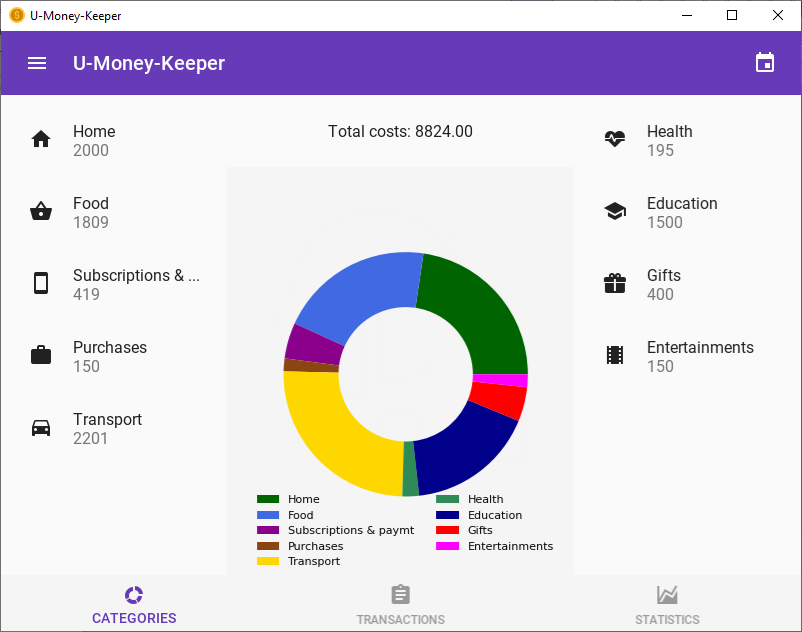 U-Money-Keeper
U-Money-Keeper
Home
2000
Food
1809
Subscriptions & ...
419
Purchases
150
Transport
2201
Total costs: 8824.00
Home
Food
Subscriptions & paymt
Purchases
Transport
Health
Education
Gifts
Entertainments
Health
195
Education
1500
Gifts
400
Entertainments
150
CATEGORIES
TRANSACTIONS
STATISTICS